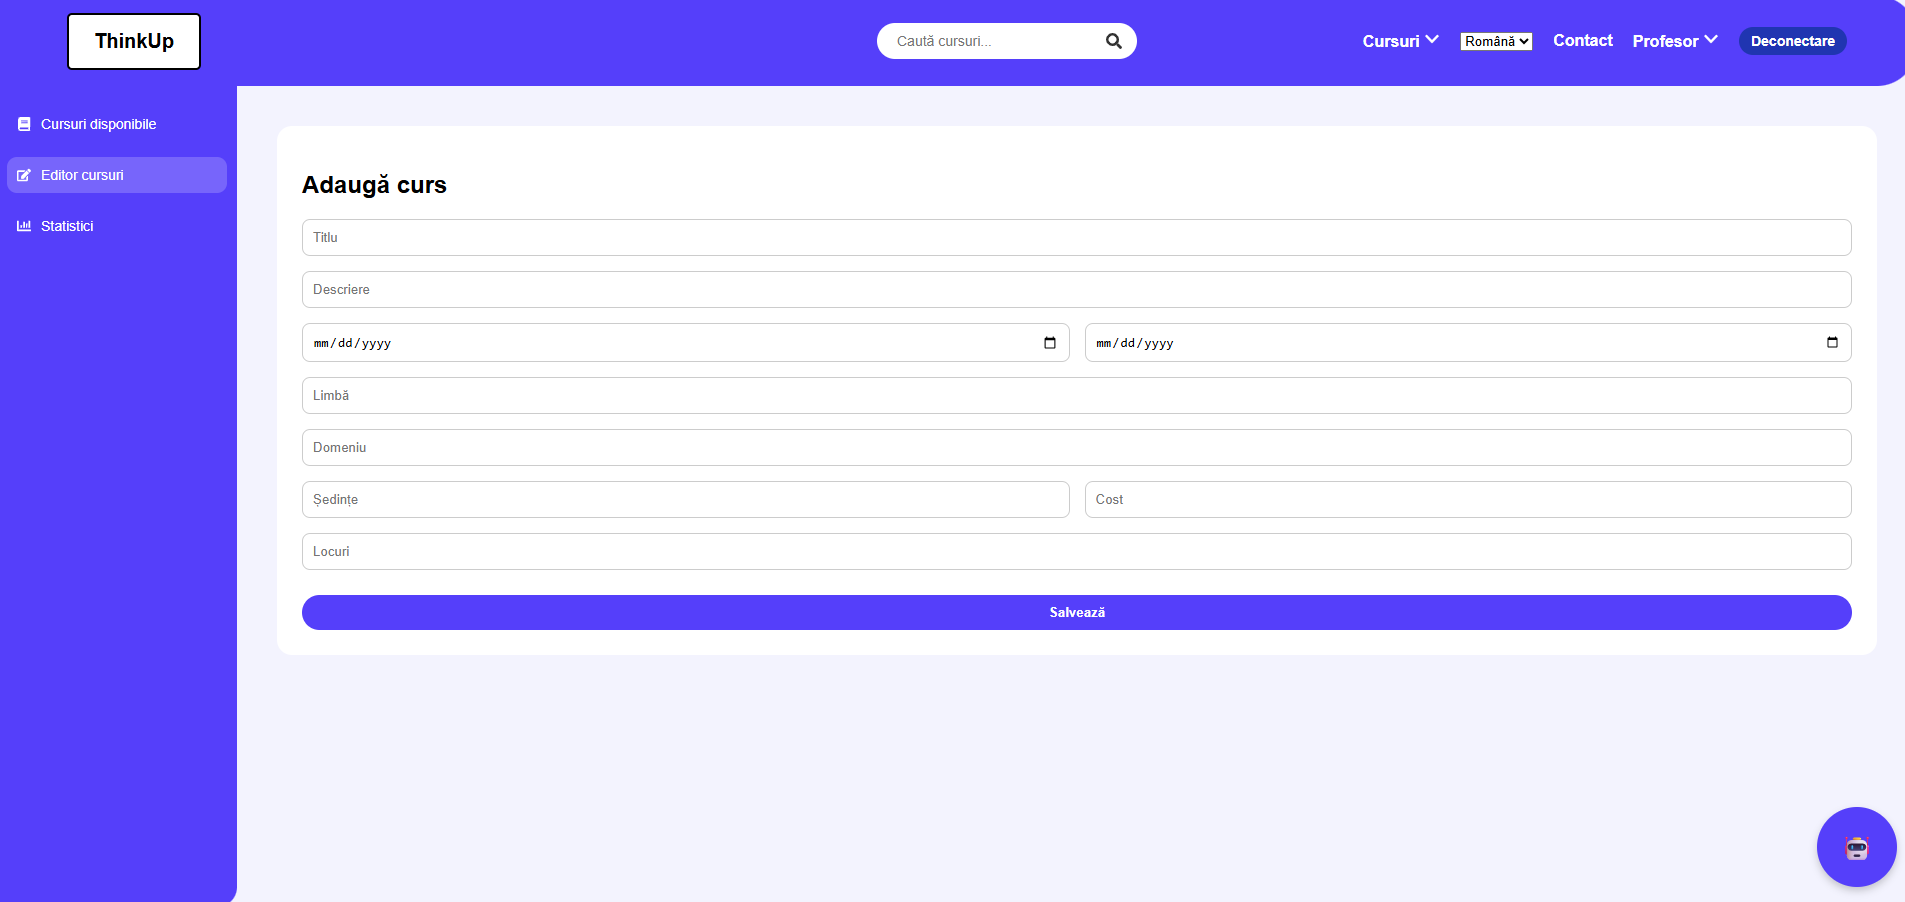 ThinkUp
Caută cursuri...
Cursuri
Română
Contact
Profesor
Deconectare
Cursuri disponibile
Editor cursuri
Statistici
Adaugă curs
Titlu
Descriere
mm/dd/yyyy
mm/dd/yyyy
Limbă
Domeniu
Ședințe
Cost
Locuri
Salvează